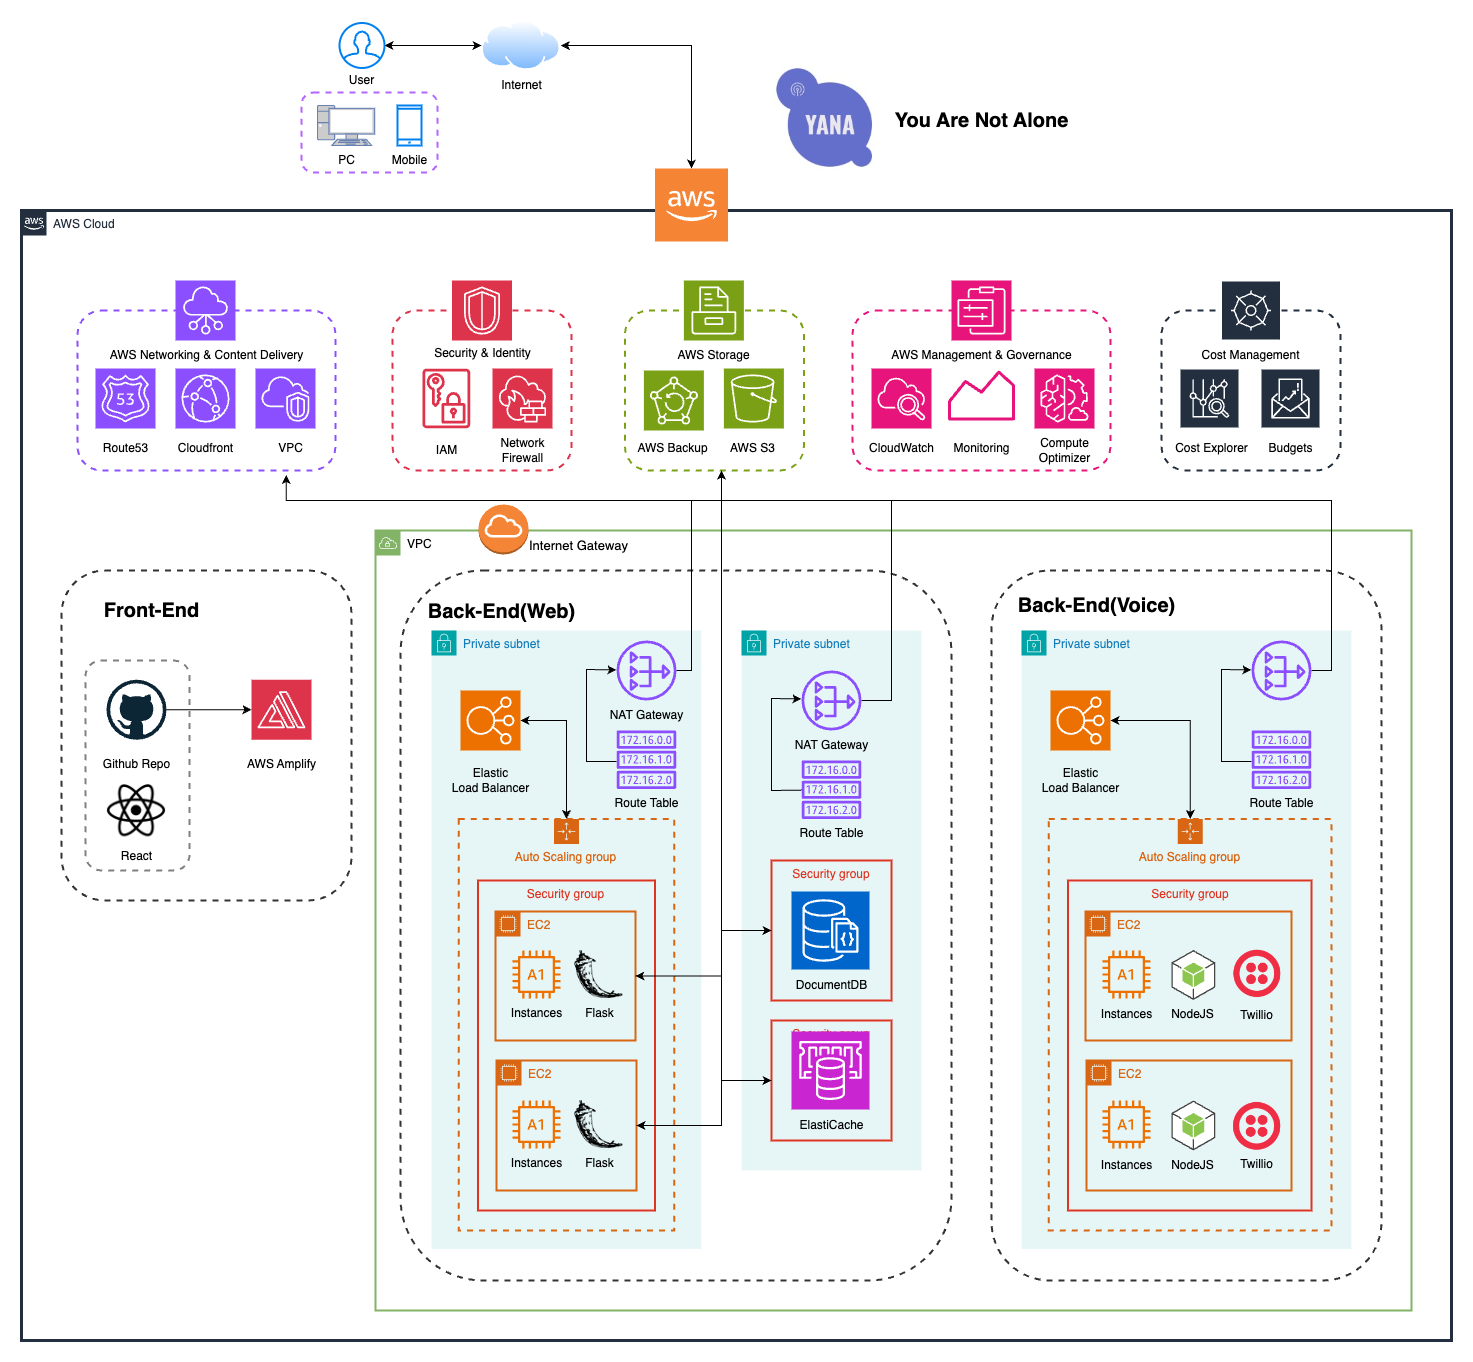 User
Internet
PC
Mobile
YANA
You Are Not Alone
aws
aws
AWS Cloud
AWS Networking & Content Delivery
53
Route53
Cloudfront
VPC
Security & Identity
IAM
Network
Firewall
AWS Storage
AWS Backup
AWS S3
AWS Management & Governance
CloudWatch
Monitoring
Compute
Optimizer
Cost Management
Cost Explorer
Budgets
VPC
Internet Gateway
Front-End
Github Repo
AWS Amplify
React
Back-End(Web)
Private subnet
NAT Gateway
Elastic
Load Balancer
172.16.0.0
172.16.1.0
172.16.2.0
Route Table
Auto Scaling group
Security group
EC2
A1
Instances
Flask
EC2
A1
Instances
Flask
Private subnet
NAT Gateway
172.16.0.0
172.16.1.0
172.16.2.0
Route Table
Security group
DocumentDB
Security group
ElastiCache
Back-End(Voice)
Private subnet
Elastic
Load Balancer
172.16.0.0
172.16.1.0
172.16.2.0
Route Table
Auto Scaling group
Security group
EC2
A1
Instances
NodeJS
Twillio
EC2
A1
Instances
NodeJS
Twillio